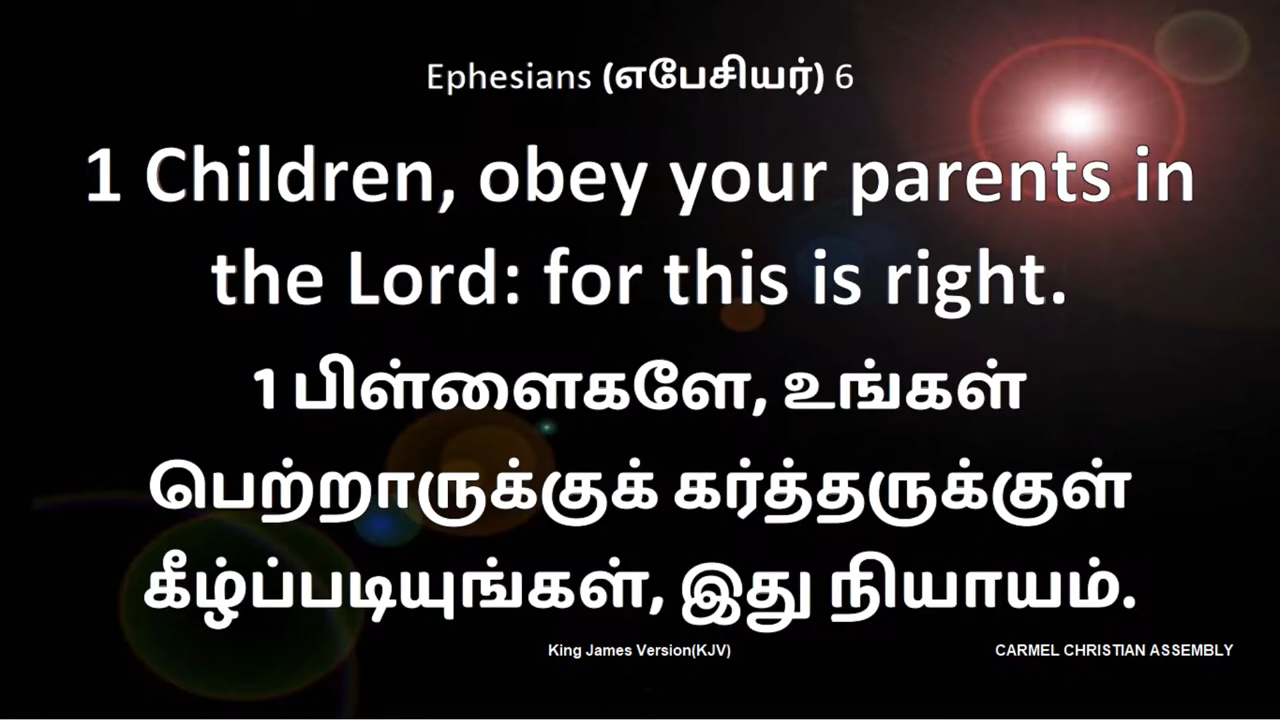 Ephesians (எபேசியர்) 6
1 Children, obey your parents in
the Lord: for this is right.
1 பிள்ளைகளே, உங்கள்
பெற்றாருக்குக் கர்த்தருக்குள்
கீழ்ப்படியுங்கள், இது நியாயம்.
King James Version(KJV)
CARMEL CHRISTIAN ASSEMBLY